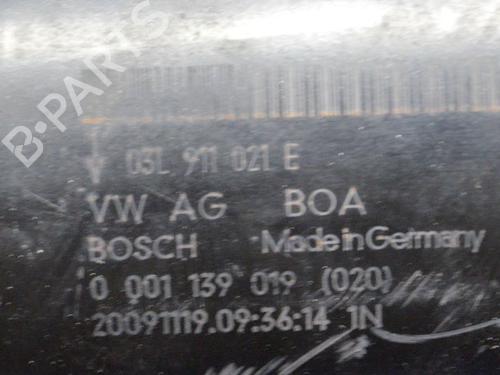 B-PARTS
V 03L 911 021 E
VW AG BOA
BOSCH Made in Germany
0 001 139 019 (020)
20091119.09:36:14 1N